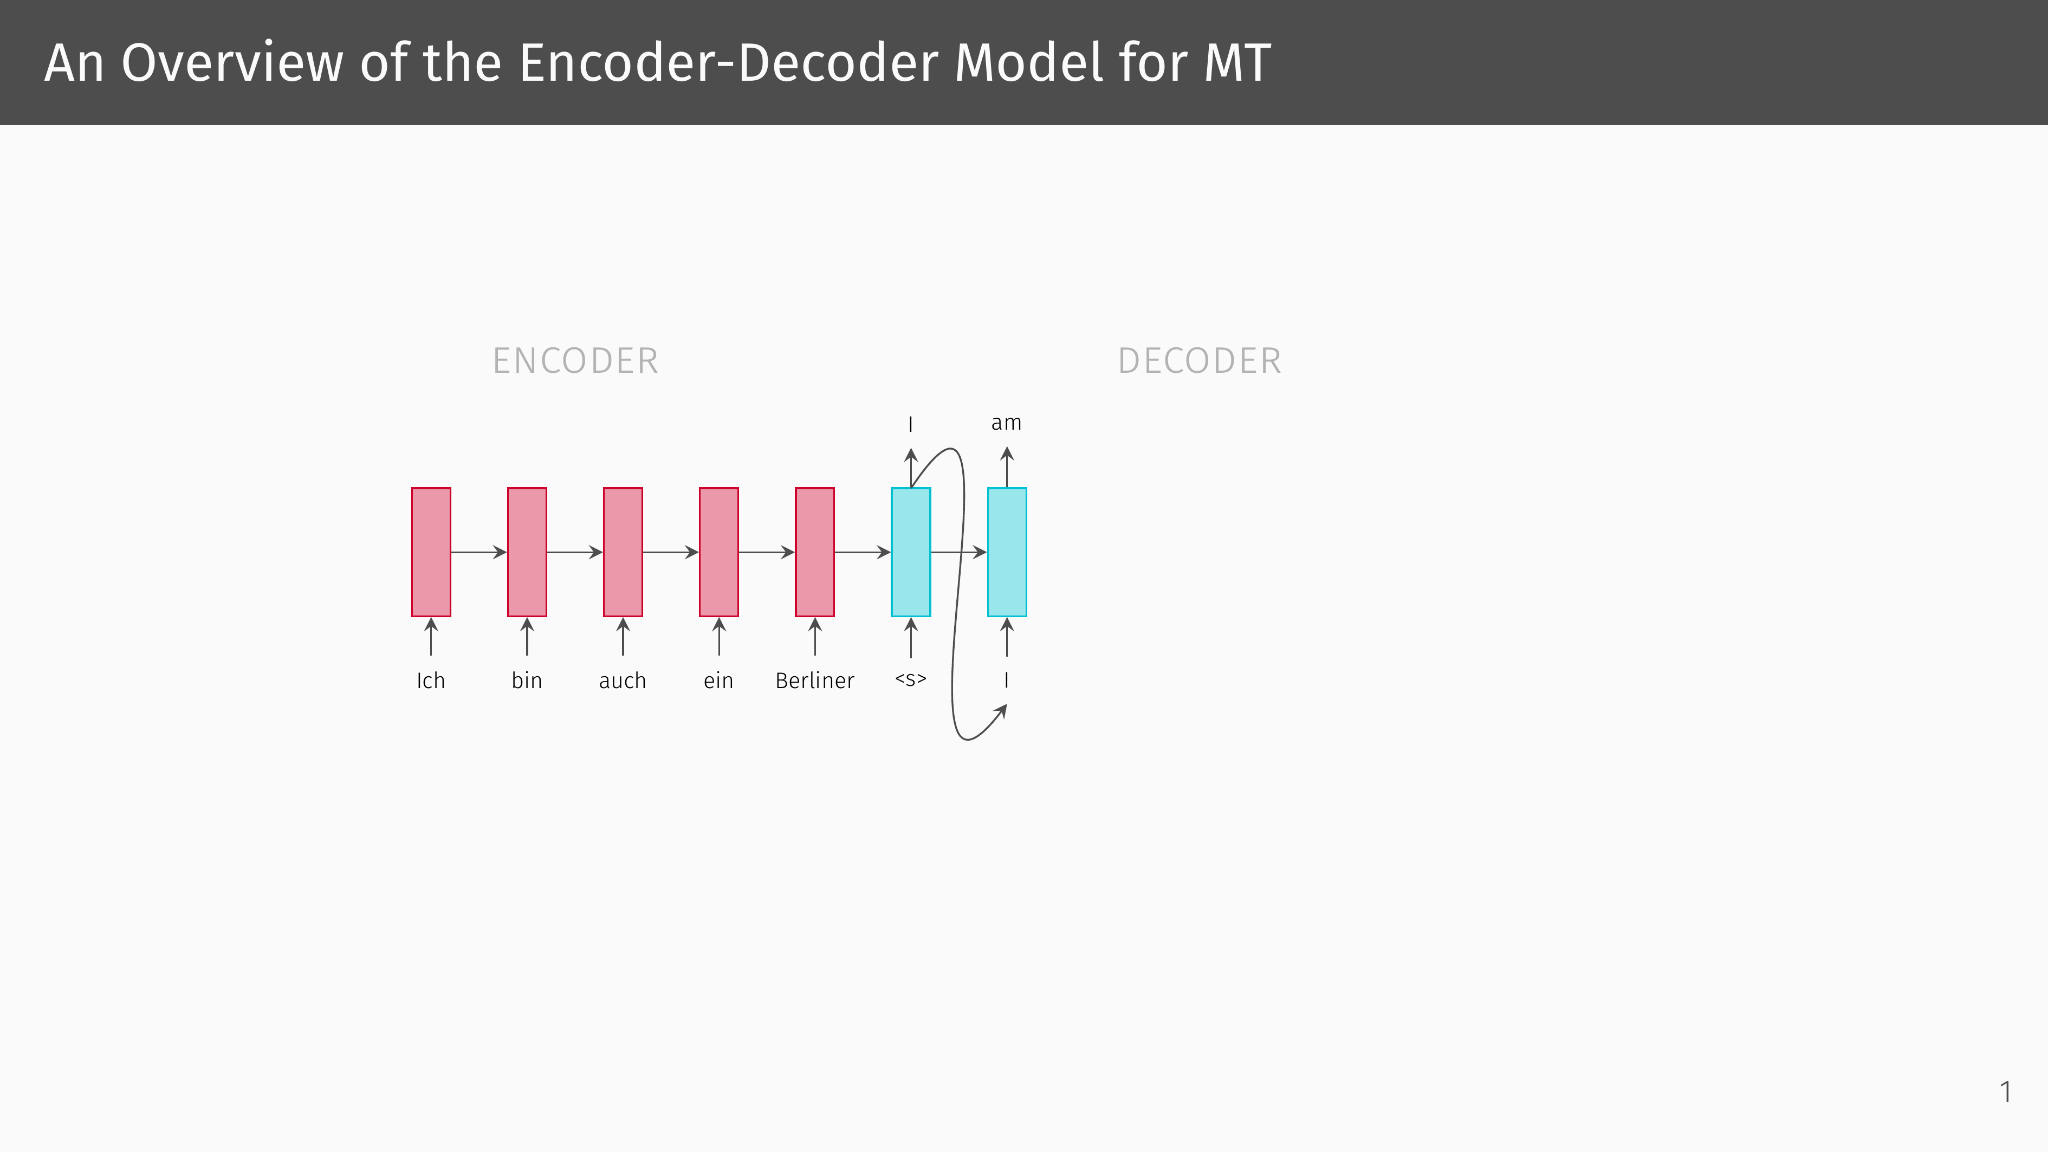 An Overview of the Encoder-Decoder Model for MT
ENCODER DECODER
I am
Ich bin auch ein Berliner <s> I
1